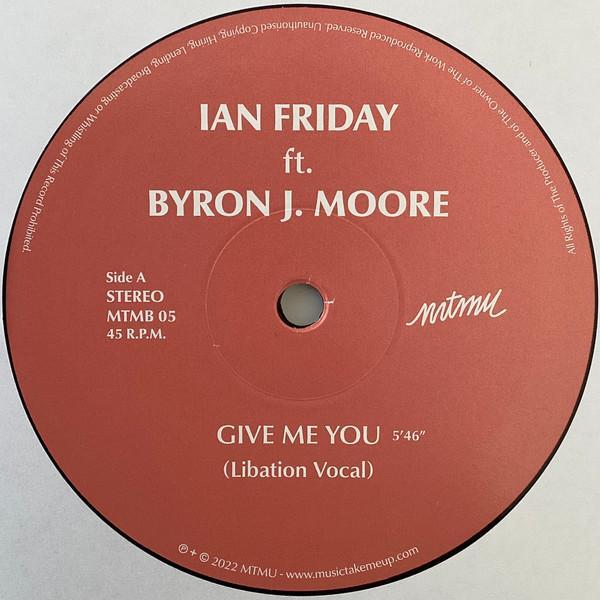 All Rights of The Producer and of The Owner of The Work Reproduced Reserved. Unauthorised Copying, Hiring, Lending, Broadcasting or Whistling of This Record Prohibited.
IAN FRIDAY
ft.
BYRON J. MOORE
Side A
STEREO
MTMB 05
45 R.P.M.
mtmu
GIVE ME YOU 5'46"
(Libation Vocal)
℗ + © 2022 MTMU - www.musictakemeup.com